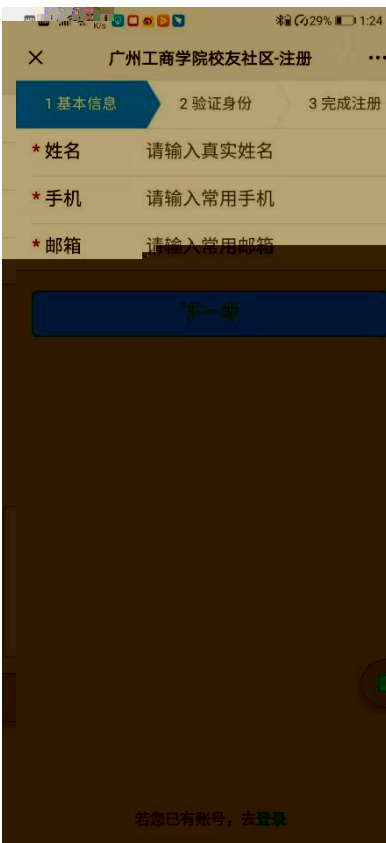 K/s 29% 1:24
广州工商学院校友社区-注册
1 基本信息 2 验证身份 3 完成注册
* 姓名 请输入真实姓名
* 手机 请输入常用手机
* 邮箱 请输入常用邮箱
下一步
若您已有账号，去登录